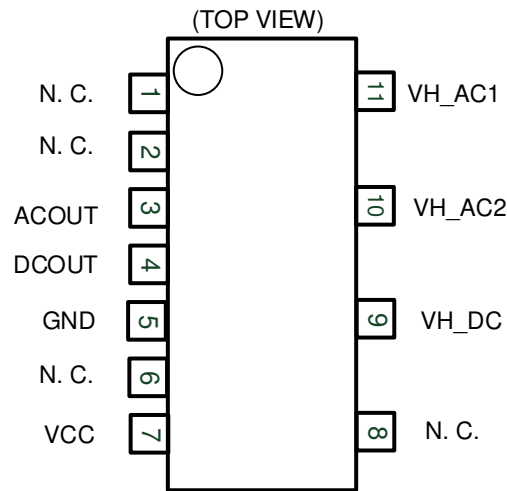 (TOP VIEW)
N. C. 1 11 VH_AC1
N. C. 2
ACOUT 3 10 VH_AC2
DCOUT 4
GND 5 9 VH_DC
N. C. 6
VCC 7 8 N. C.